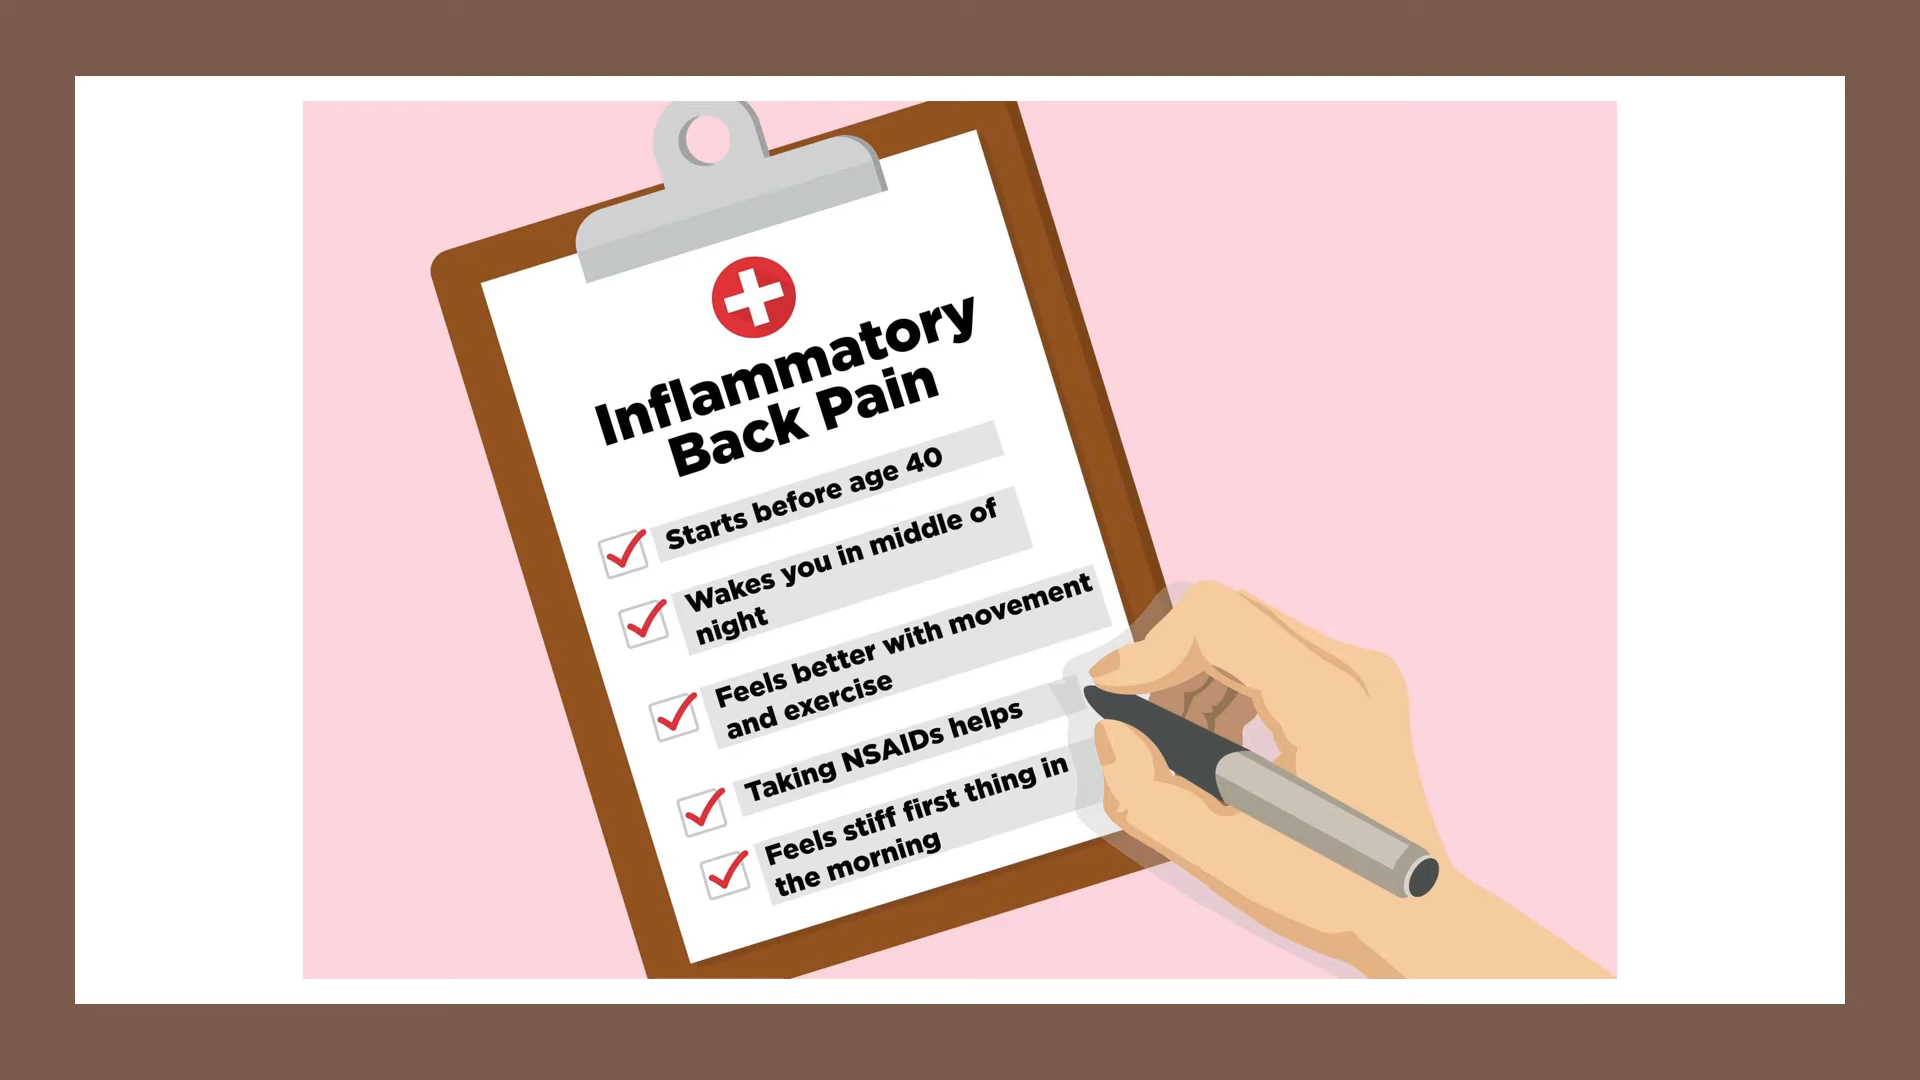 Inflammatory
Back Pain
Starts before age 40
Wakes you in middle of
night
Feels better with movement
and exercise
Taking NSAIDs helps
Feels stiff first thing in
the morning